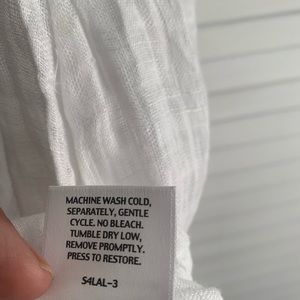 MACHINE WASH COLD,
SEPARATELY, GENTLE
CYCLE. NO BLEACH.
TUMBLE DRY LOW,
REMOVE PROMPTLY.
PRESS TO RESTORE.
S4LAL-3